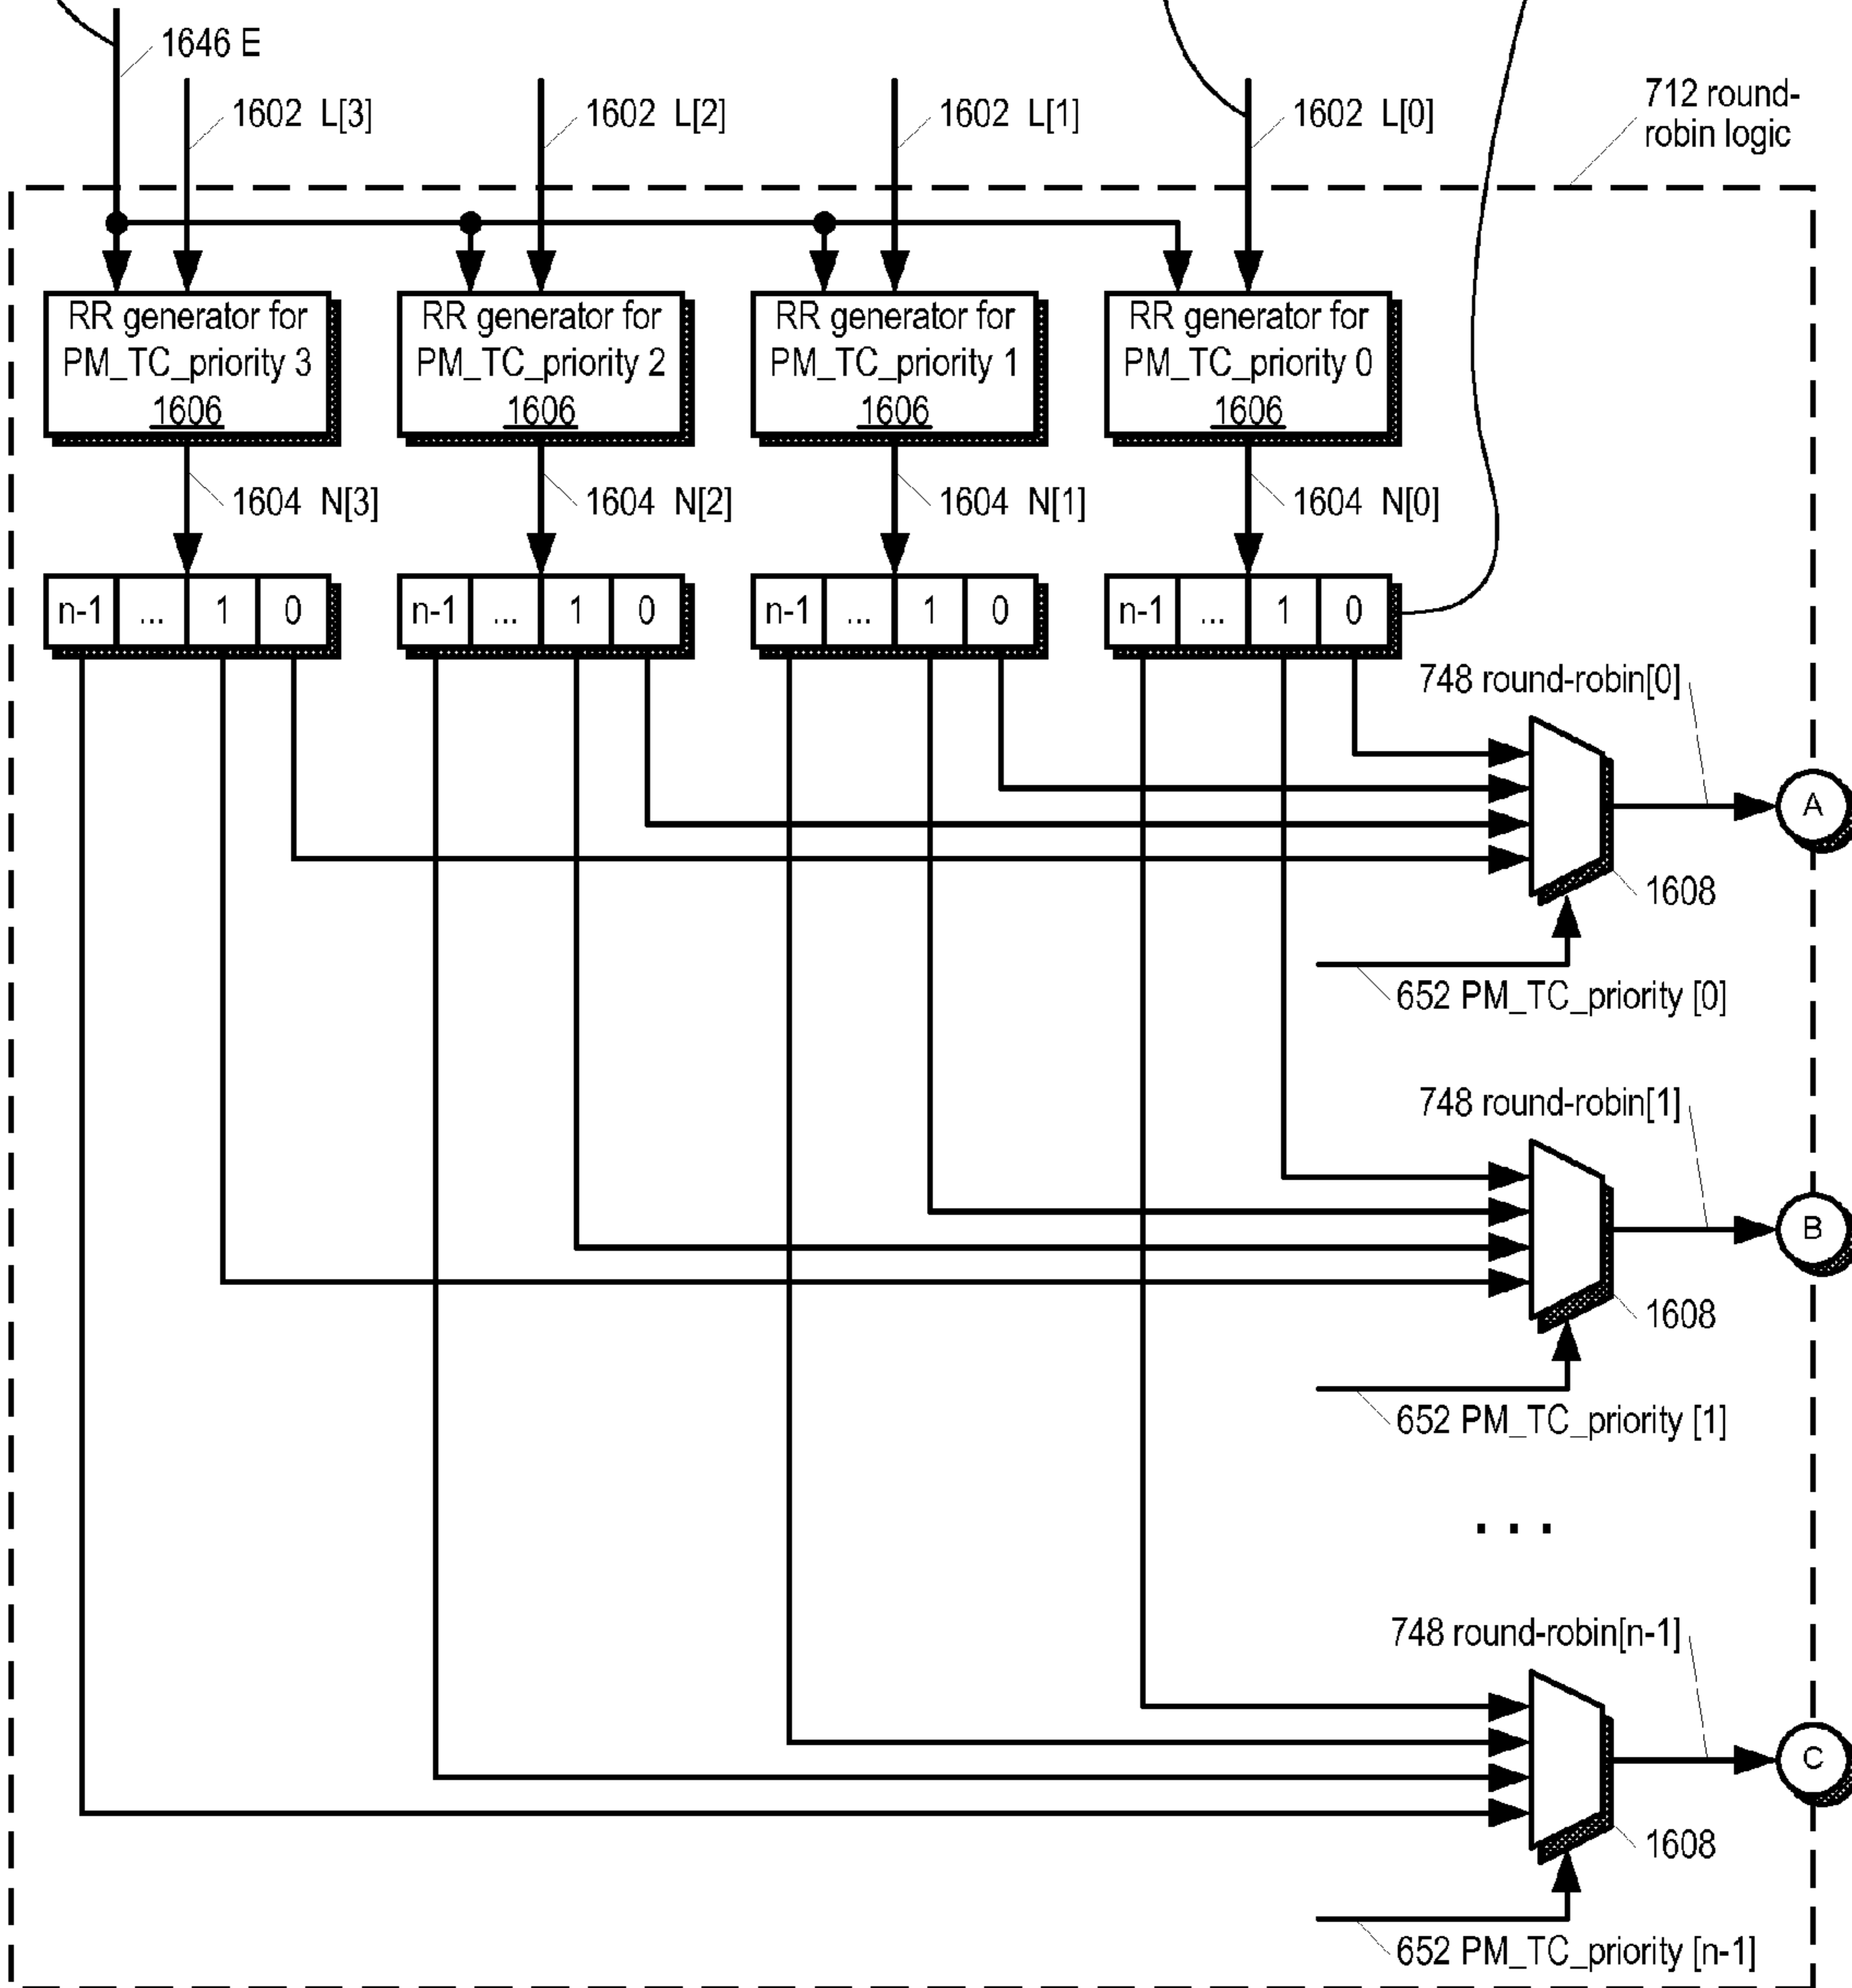 1646 E
1602 L[3]
1602 L[2]
1602 L[1]
1602 L[0]
712 round-
robin logic
RR generator for
PM_TC_priority 3
1606
RR generator for
PM_TC_priority 2
1606
RR generator for
PM_TC_priority 1
1606
RR generator for
PM_TC_priority 0
1606
1604 N[3]
1604 N[2]
1604 N[1]
1604 N[0]
n-1 ... 1 0
n-1 ... 1 0
n-1 ... 1 0
n-1 ... 1 0
748 round-robin[0]
A
1608
652 PM_TC_priority [0]
748 round-robin[1]
B
1608
652 PM_TC_priority [1]
. . .
748 round-robin[n-1]
C
1608
652 PM_TC_priority [n-1]